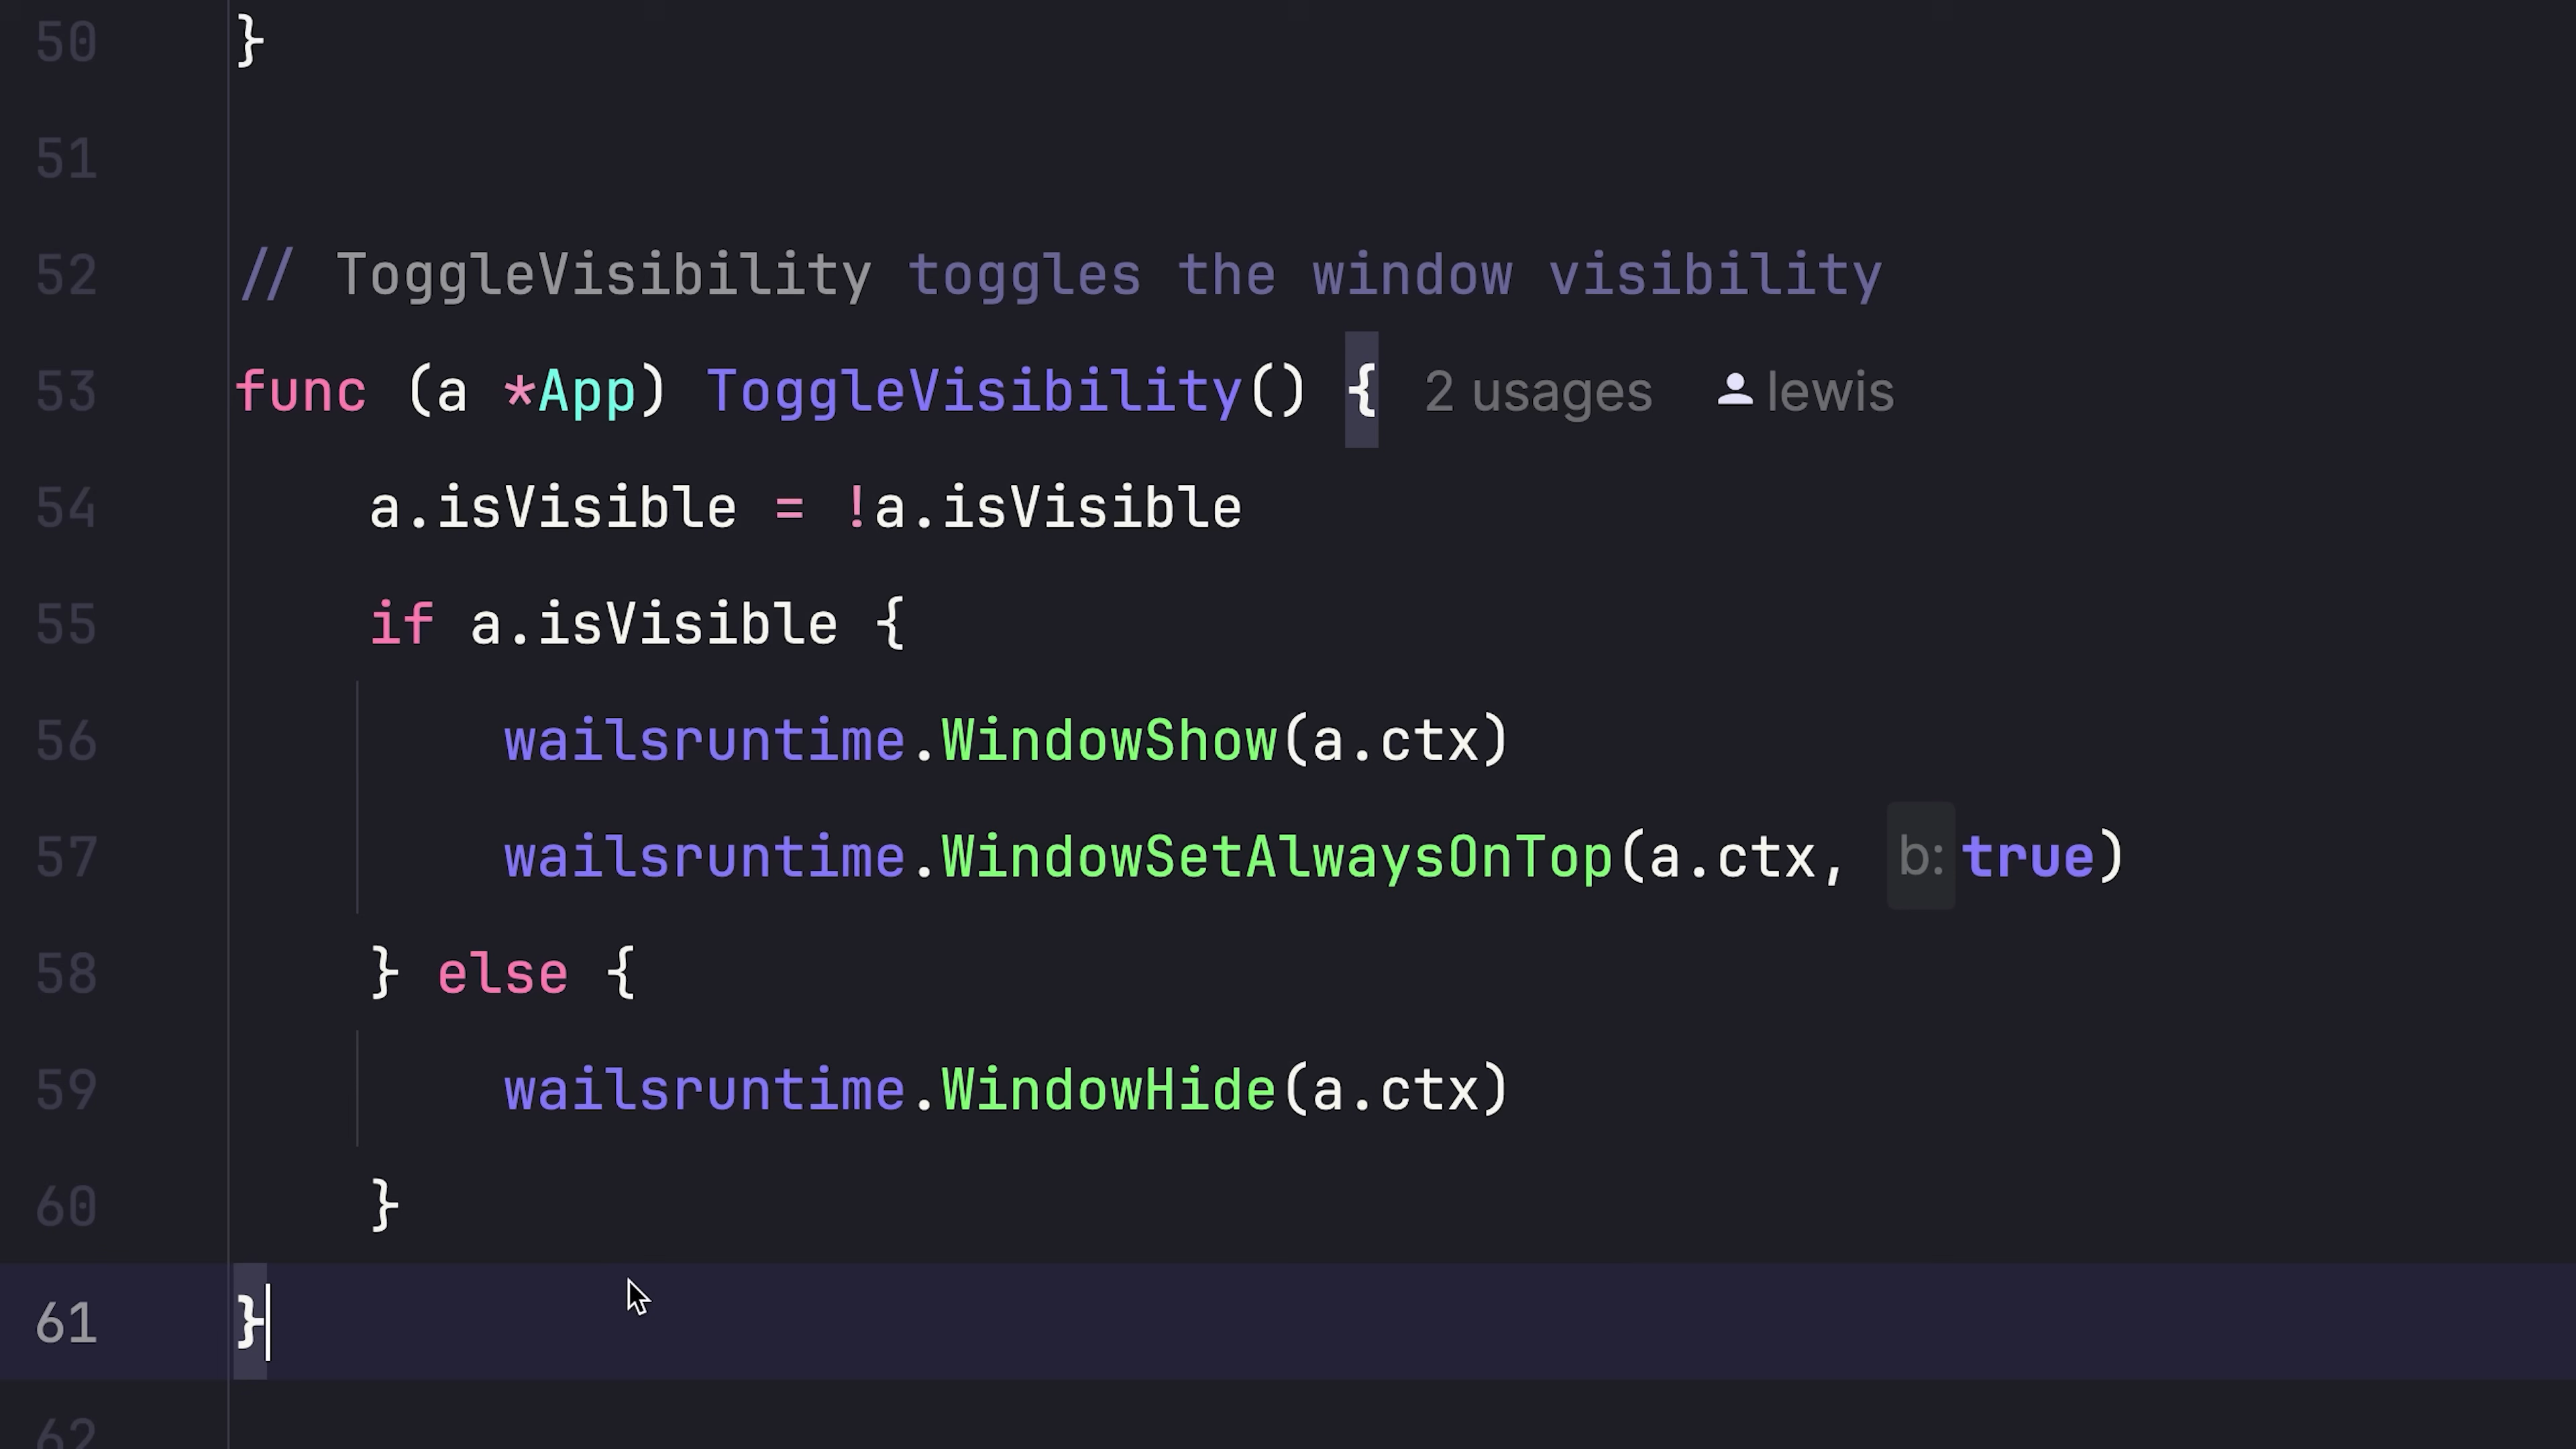 50 }
51
52 // ToggleVisibility toggles the window visibility
53 func (a *App) ToggleVisibility() { 2 usages lewis
54 a.isVisible = !a.isVisible
55 if a.isVisible {
56 wailsruntime.WindowShow(a.ctx)
57 wailsruntime.WindowSetAlwaysOnTop(a.ctx, b: true)
58 } else {
59 wailsruntime.WindowHide(a.ctx)
60 }
61 }
62